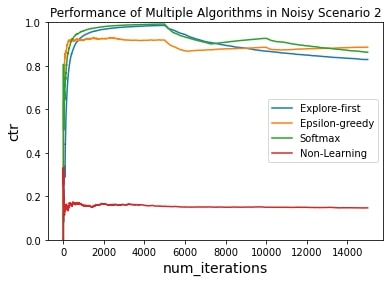 Performance of Multiple Algorithms in Noisy Scenario 2
1.0
0.8
0.6
0.4
0.2
0.0
ctr
Explore-first
Epsilon-greedy
Softmax
Non-Learning
0 2000 4000 6000 8000 10000 12000 14000
num_iterations